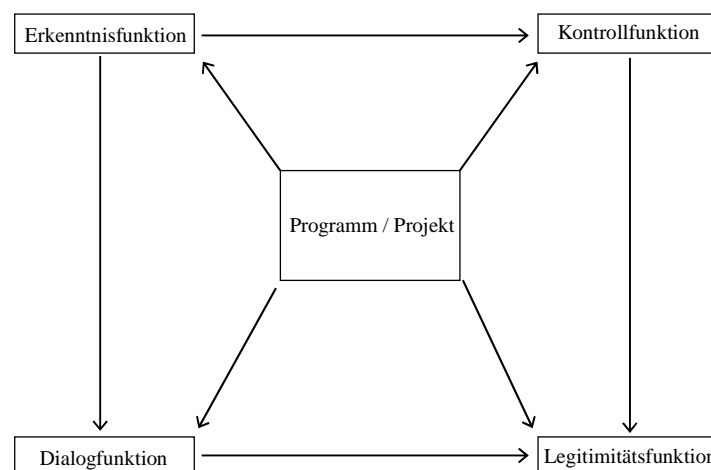 Erkenntnisfunktion
Kontrollfunktion
Programm / Projekt
Dialogfunktion
Legitimitätsfunktion